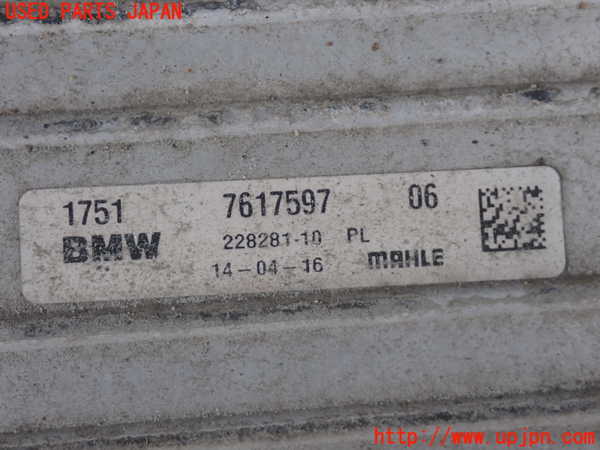 USED PARTS JAPAN
1751 7617597 06
BMW 228281-10 PL
14-04-16 MAHLE
http://www.upjpn.com/